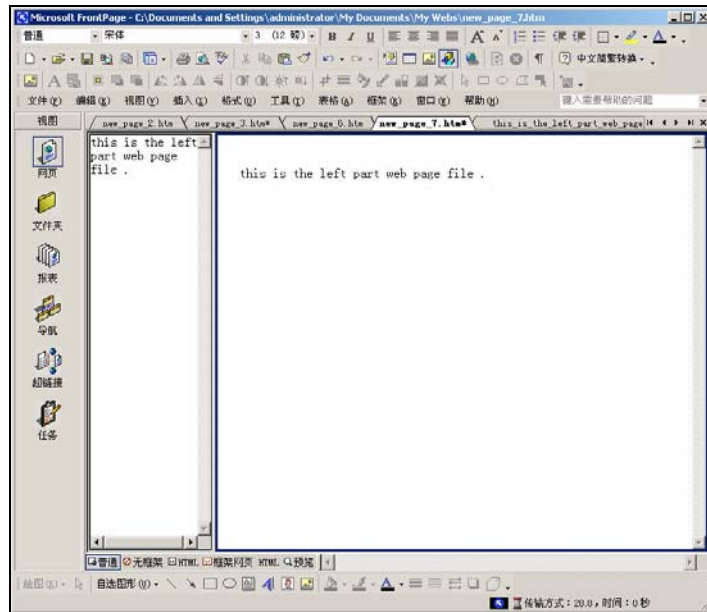 Microsoft FrontPage - C:\Documents and Settings\administrator\My Documents\My Webs\new_page_7.htm
普通 宋体 3 (12 磅) B I U
中文簡繁转换
文件(F) 编辑(E) 视图(V) 插入(I) 格式(O) 工具(T) 表格(A) 框架(R) 窗口(W) 帮助(H) 键入需要帮助的问题
视图 new_page_2.htm new_page_3.htm* new_page_6.htm new_page_7.htm* this_is_the_left_part_web_page
this is the left
part web page
file .
this is the left part web page file .
网页
文件夹
报表
导航
超链接
任务
普通 无框架 HTML 框架网页 HTML 预览
绘图(U) 自选图形(U)
传输方式：28.8，时间：0秒